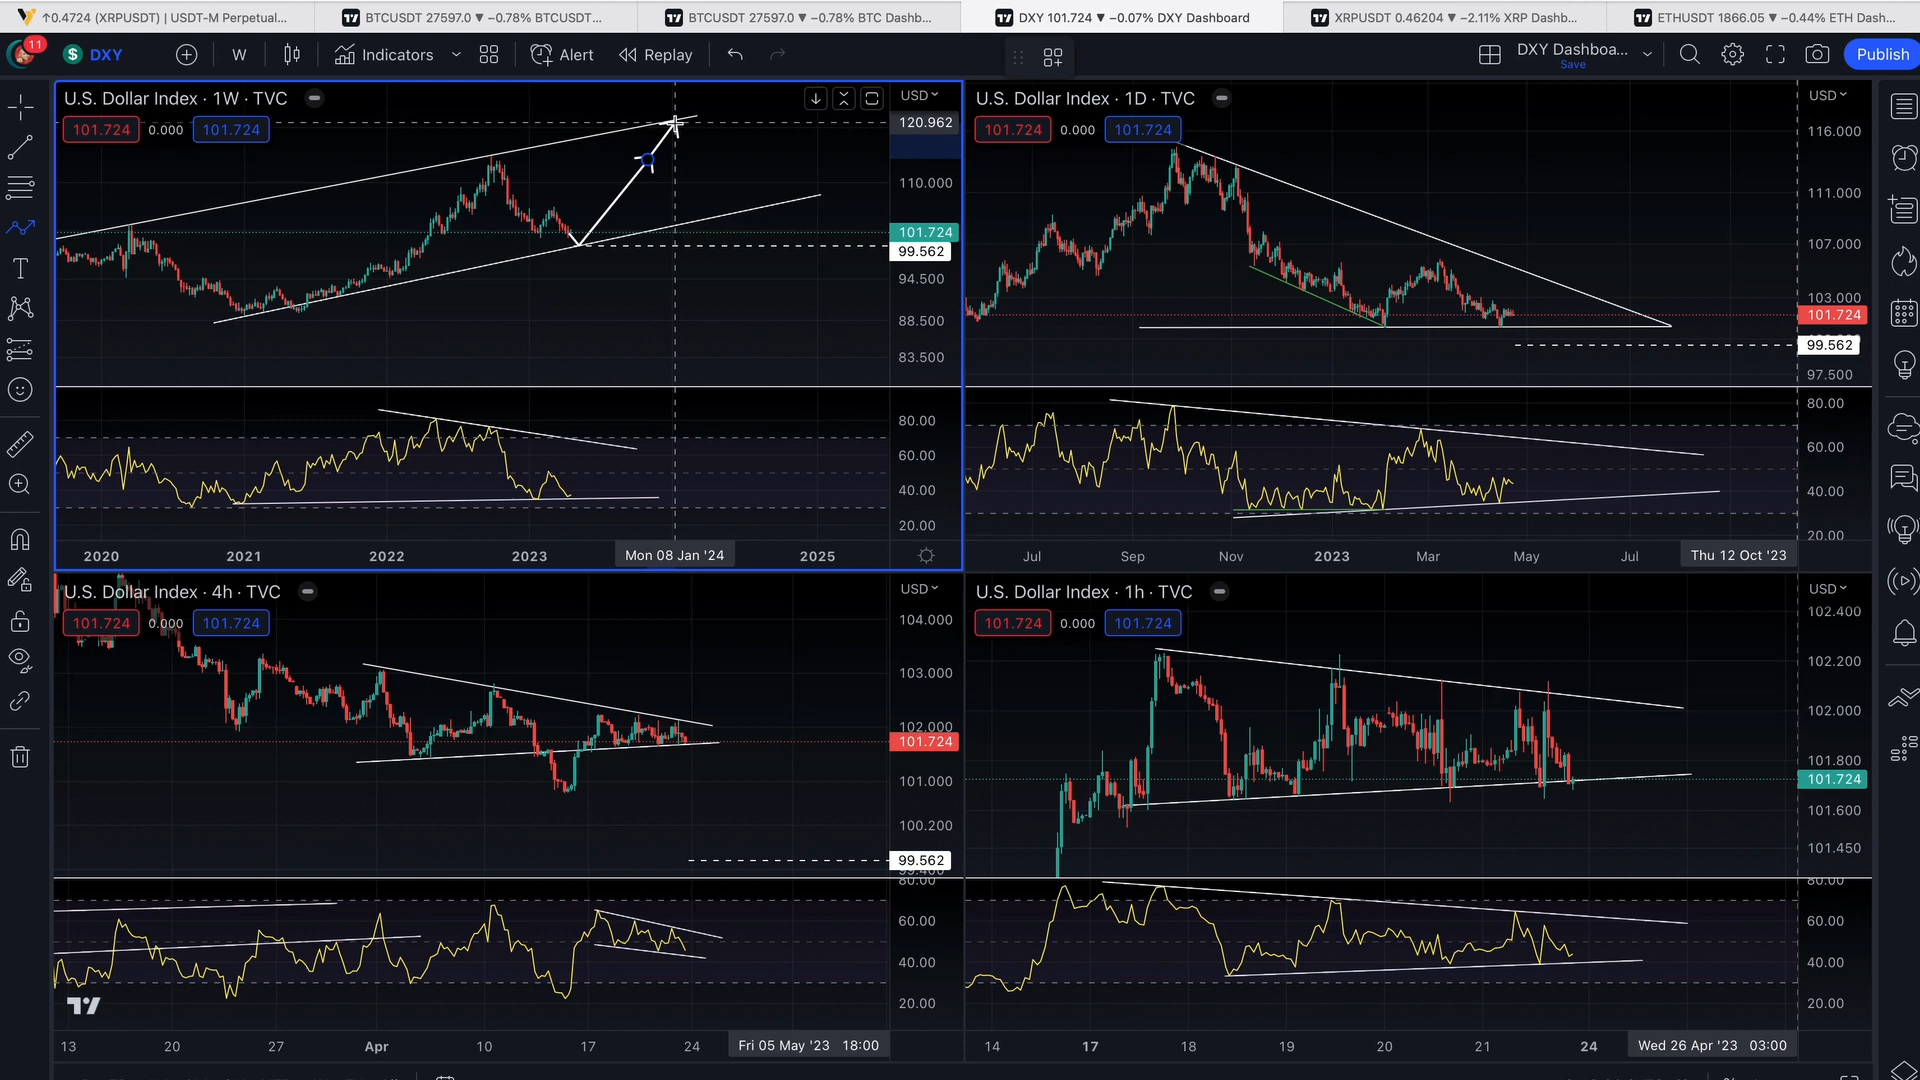 ↑0.4724 (XRPUSDT) | USDT-M Perpetual...
BTCUSDT 27597.0 ▼ −0.78% BTCUSDT...
BTCUSDT 27597.0 ▼ −0.78% BTC Dashb...
DXY 101.724 ▼ −0.07% DXY Dashboard
XRPUSDT 0.46204 ▼ −2.11% XRP Dashb...
ETHUSDT 1866.05 ▼ −0.44% ETH Dash...
11
$ DXY
W
Indicators
Alert
Replay
DXY Dashboa...
Save
Publish
U.S. Dollar Index · 1W · TVC
USD
101.724 0.000 101.724
120.962
110.000
101.724
99.562
94.500
88.500
83.500
80.00
60.00
40.00
20.00
2020 2021 2022 2023 Mon 08 Jan '24 2025
U.S. Dollar Index · 1D · TVC
USD
101.724 0.000 101.724
116.000
111.000
107.000
103.000
101.724
99.562
97.500
80.00
60.00
40.00
20.00
Jul Sep Nov 2023 Mar May Jul Thu 12 Oct '23
U.S. Dollar Index · 4h · TVC
USD
101.724 0.000 101.724
104.000
103.000
102.000
101.724
101.000
100.200
99.562
99.400
80.00
60.00
40.00
20.00
13 20 27 Apr 10 17 24 Fri 05 May '23 18:00
U.S. Dollar Index · 1h · TVC
USD
101.724 0.000 101.724
102.400
102.200
102.000
101.800
101.724
101.600
101.450
80.00
60.00
40.00
20.00
14 17 18 19 20 21 24 Wed 26 Apr '23 03:00